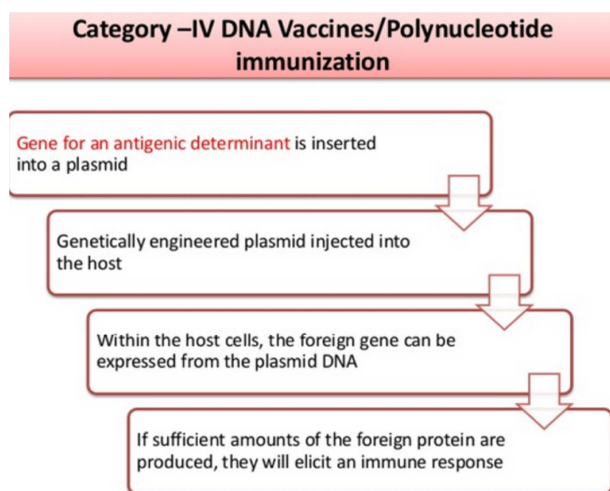 Category –IV DNA Vaccines/Polynucleotide
immunization
Gene for an antigenic determinant is inserted
into a plasmid
Genetically engineered plasmid injected into
the host
Within the host cells, the foreign gene can be
expressed from the plasmid DNA
If sufficient amounts of the foreign protein are
produced, they will elicit an immune response